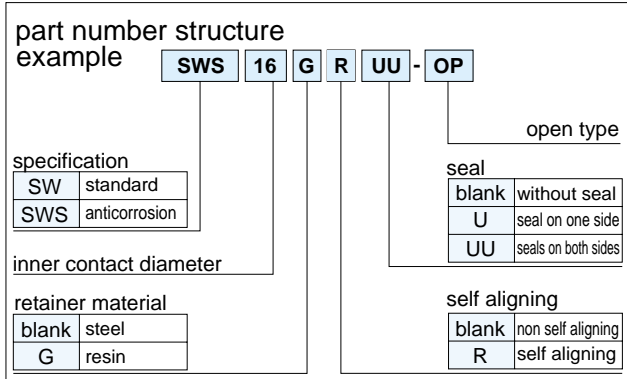 part number structure
example
SWS 16 G R UU - OP
open type
specification
SW standard
SWS anticorrosion
inner contact diameter
retainer material
blank steel
G resin
seal
blank without seal
U seal on one side
UU seals on both sides
self aligning
blank non self aligning
R self aligning